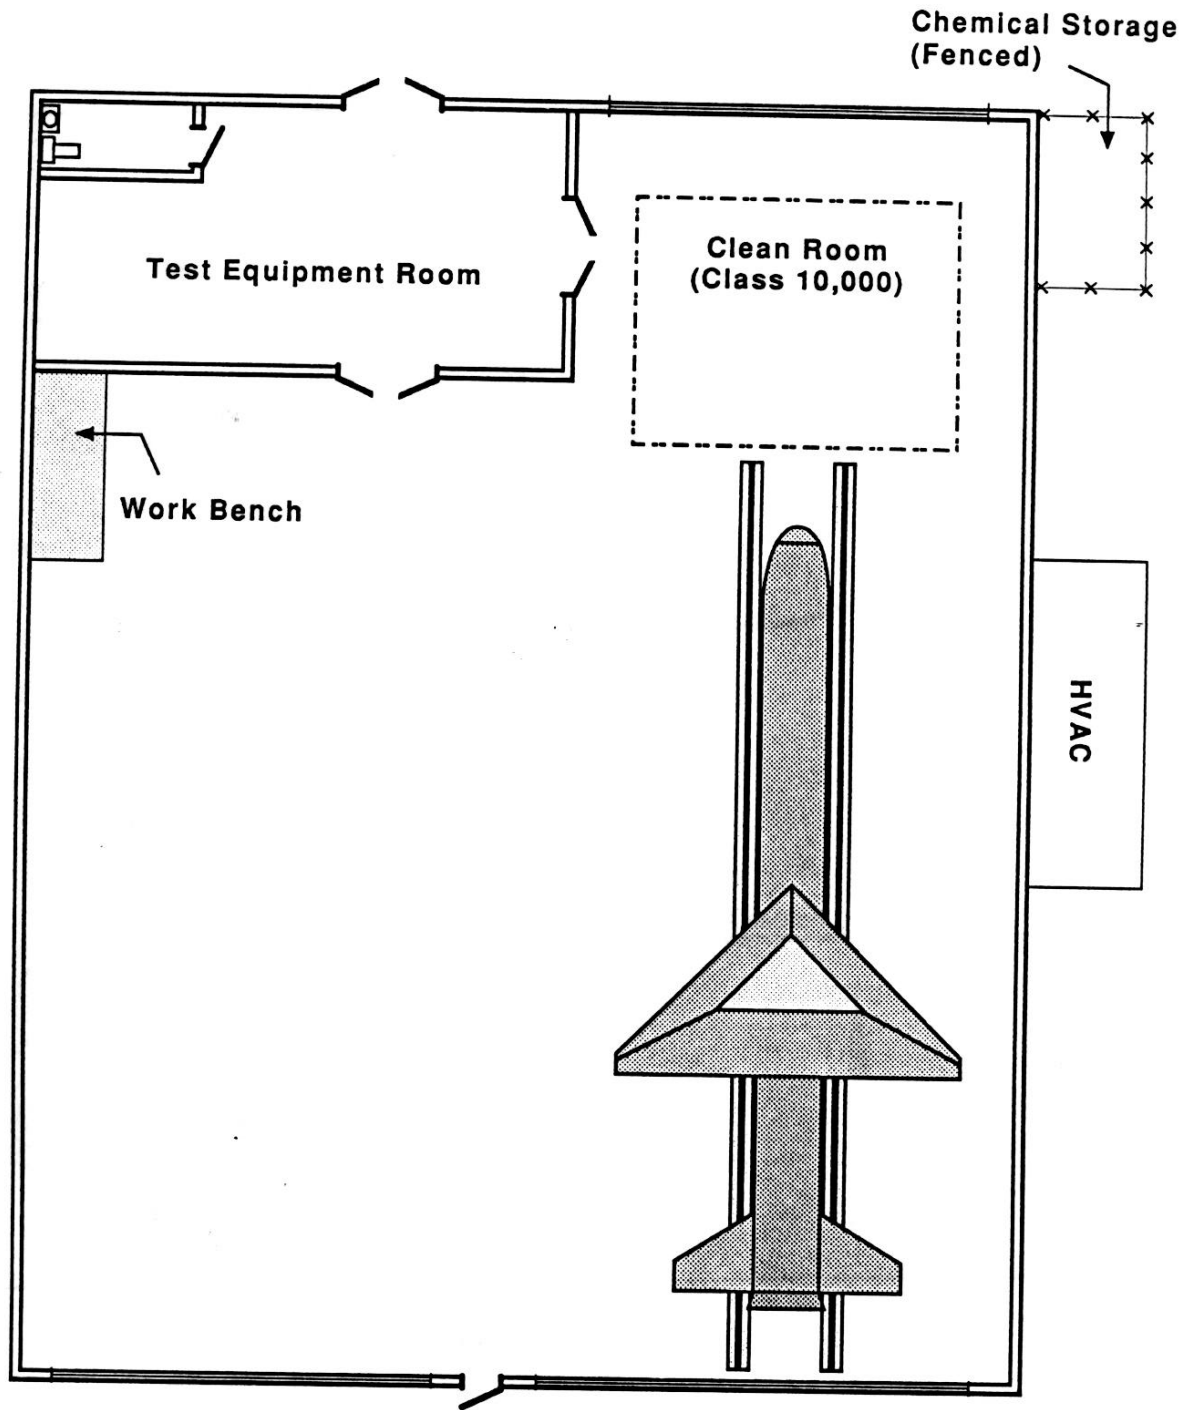 Chemical Storage
(Fenced)
Clean Room
(Class 10,000)
Test Equipment Room
Work Bench
HVAC